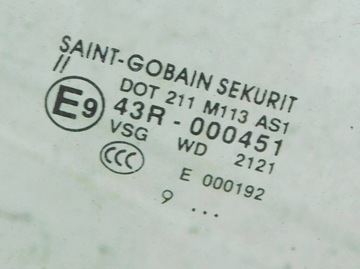 SAINT-GOBAIN SEKURIT
//
DOT 211 M113 AS1
E9 43R - 000451
VSG WD 2121
CCC E 000192
9 ...